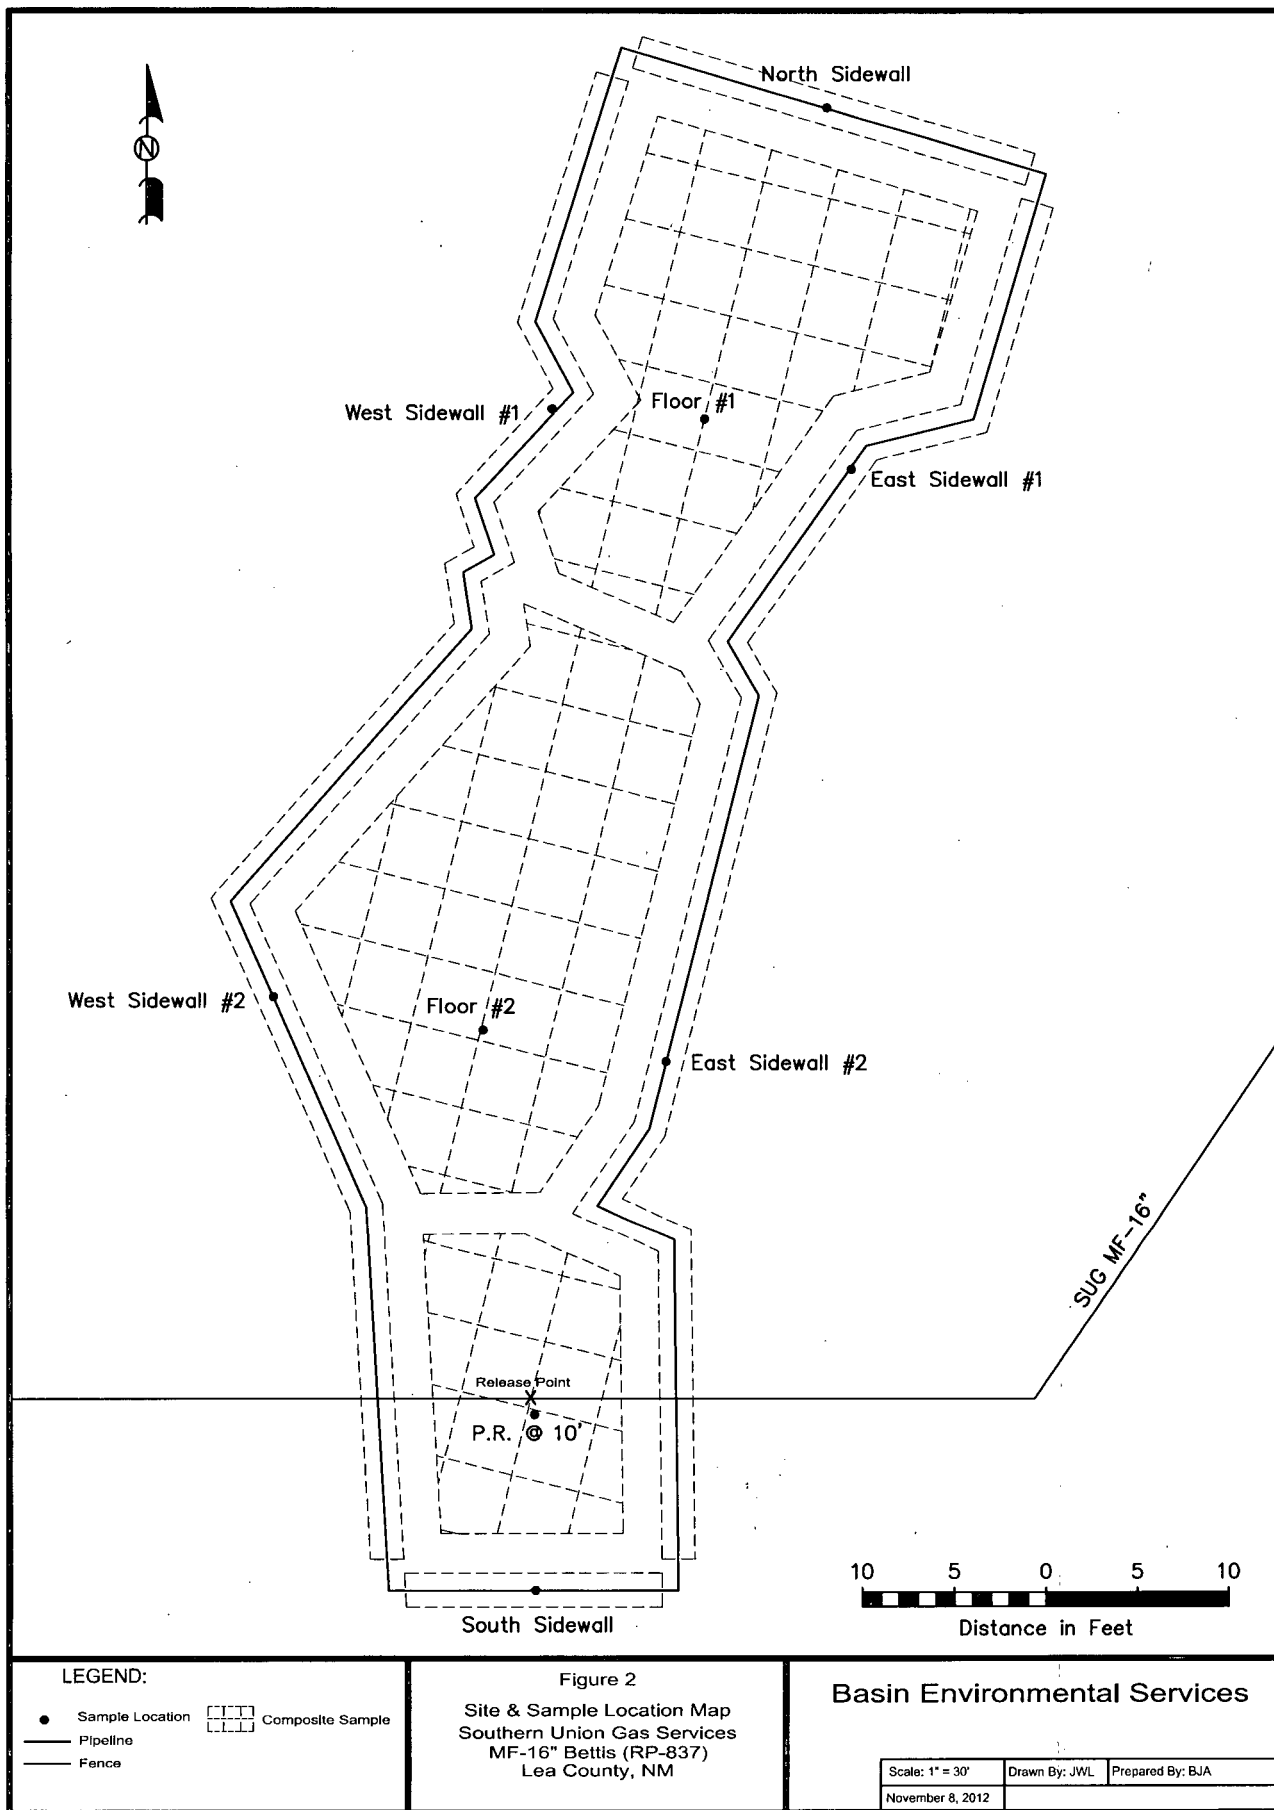 North Sidewall
N
West Sidewall #1
Floor #1
East Sidewall #1
West Sidewall #2
Floor #2
East Sidewall #2
SUG MF-16"
Release Point
X
P.R. @ 10'
South Sidewall
10 5 0 5 10
Distance in Feet
LEGEND:
Sample Location
Composite Sample
Pipeline
Fence
Figure 2
Site & Sample Location Map
Southern Union Gas Services
MF-16" Bettis (RP-837)
Lea County, NM
Basin Environmental Services
Scale: 1" = 30'
Drawn By: JWL
Prepared By: BJA
November 8, 2012